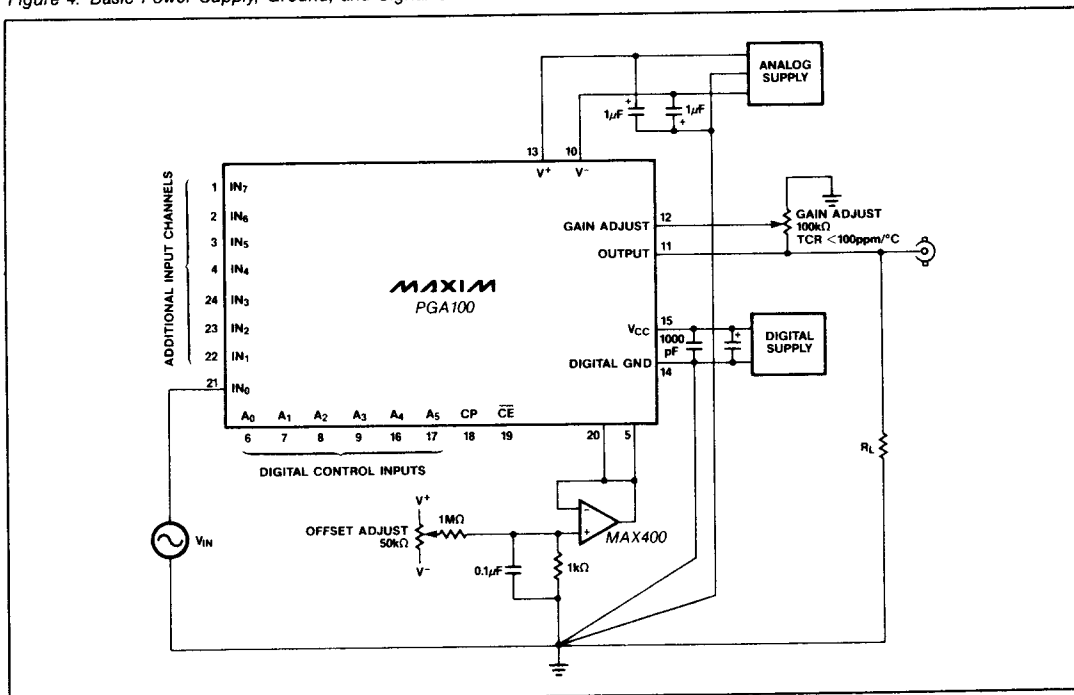 Figure 4. Basic Power Supply, Ground, and
ANALOG
SUPPLY
1µF
+
+
1µF
13
10
V+
V-
ADDITIONAL INPUT CHANNELS
1 IN7
2 IN6
3 IN5
4 IN4
24 IN3
23 IN2
22 IN1
21 IN0
MAXIM
PGA100
GAIN ADJUST 12
OUTPUT 11
GAIN ADJUST
100kΩ
TCR <100ppm/°C
VCC 15
1000
pF
+
DIGITAL GND
14
DIGITAL
SUPPLY
A0 A1 A2 A3 A4 A5 CP C̅E̅
6 7 8 9 16 17 18 19
20 5
DIGITAL CONTROL INPUTS
RL
VIN
V+
OFFSET ADJUST
50kΩ
V-
1MΩ
0.1µF
1kΩ
-
+
MAX400